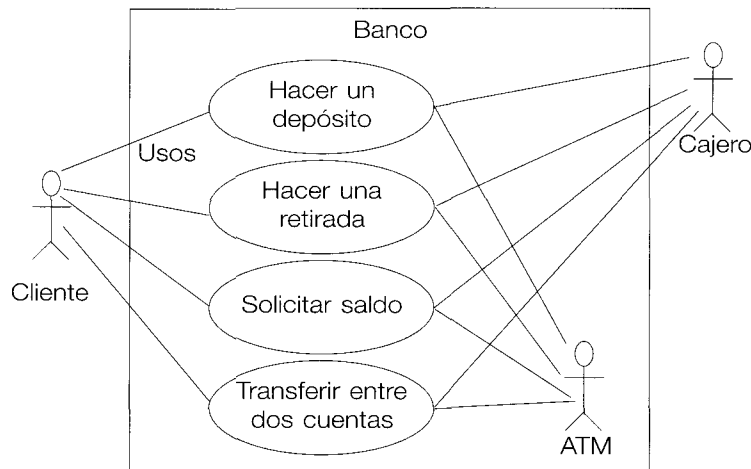 Banco
Hacer un
depósito
Cajero
Usos
Hacer una
retirada
Cliente
Solicitar saldo
Transferir entre
dos cuentas
ATM